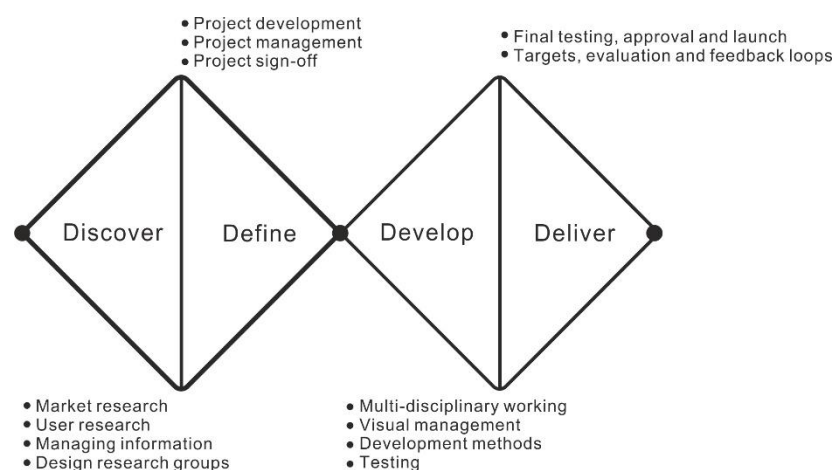 • Project development
• Project management
• Project sign-off
• Final testing, approval and launch
• Targets, evaluation and feedback loops
Discover
Define
Develop
Deliver
• Market research
• User research
• Managing information
• Design research groups
• Multi-disciplinary working
• Visual management
• Development methods
• Testing